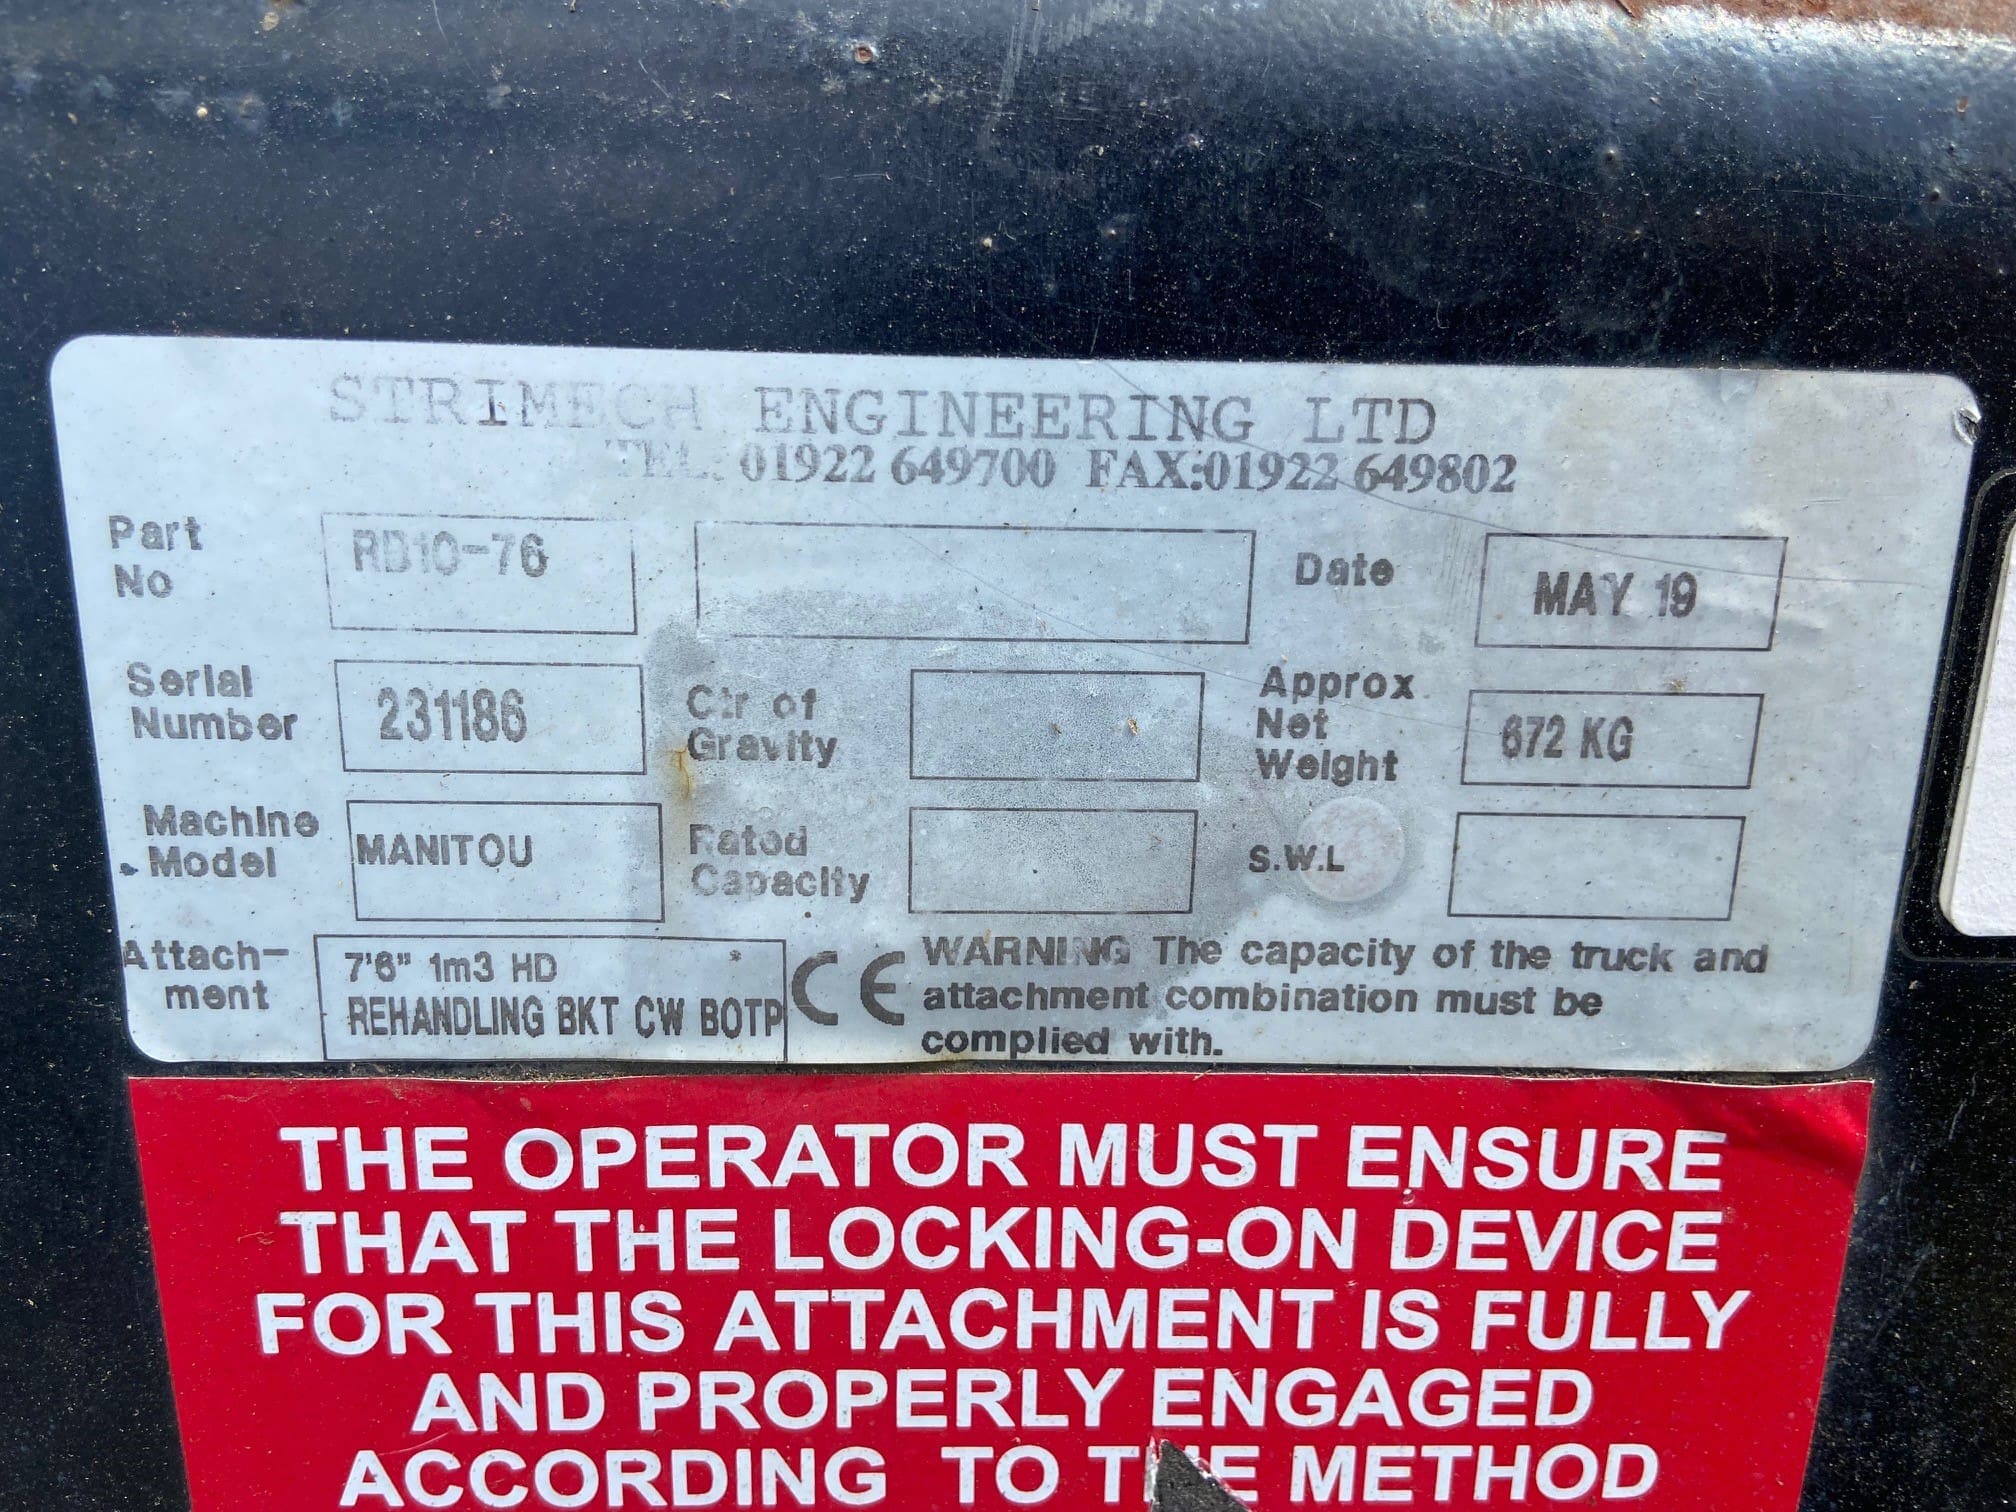 STRIMECH ENGINEERING LTD
TEL: 01922 649700 FAX:01922 649802
Part No RD10-76 Date MAY 19
Serial Number 231186 Ctr of Gravity Approx. Net Weight 672 KG
Machine Model MANITOU Rated Capacity S.W.L
Attach-
ment
7'6" 1m3 HD
REHANDLING BKT CW BOTP
CE
WARNING The capacity of the truck and
attachment combination must be
complied with.
THE OPERATOR MUST ENSURE
THAT THE LOCKING-ON DEVICE
FOR THIS ATTACHMENT IS FULLY
AND PROPERLY ENGAGED
ACCORDING TO THE METHOD